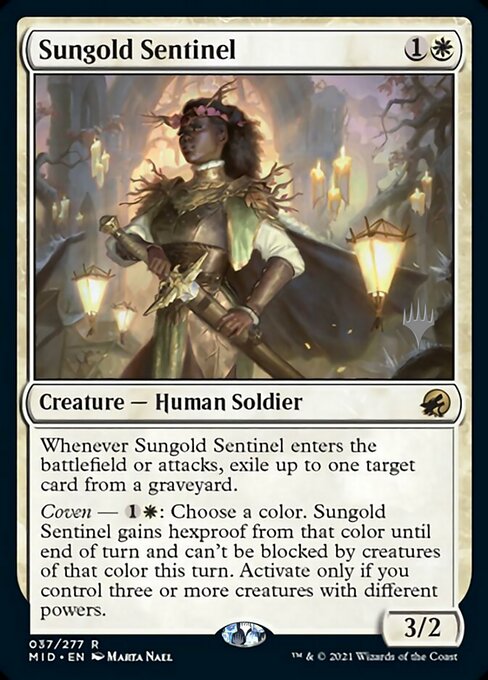 Sungold Sentinel 1
Creature — Human Soldier
Whenever Sungold Sentinel enters the
battlefield or attacks, exile up to one target
card from a graveyard.
Coven — 1 : Choose a color. Sungold
Sentinel gains hexproof from that color until
end of turn and can't be blocked by creatures
of that color this turn. Activate only if you
control three or more creatures with different
powers.
3/2
037/277 R
MID • EN Marta Nael
™ & © 2021 Wizards of the Coast